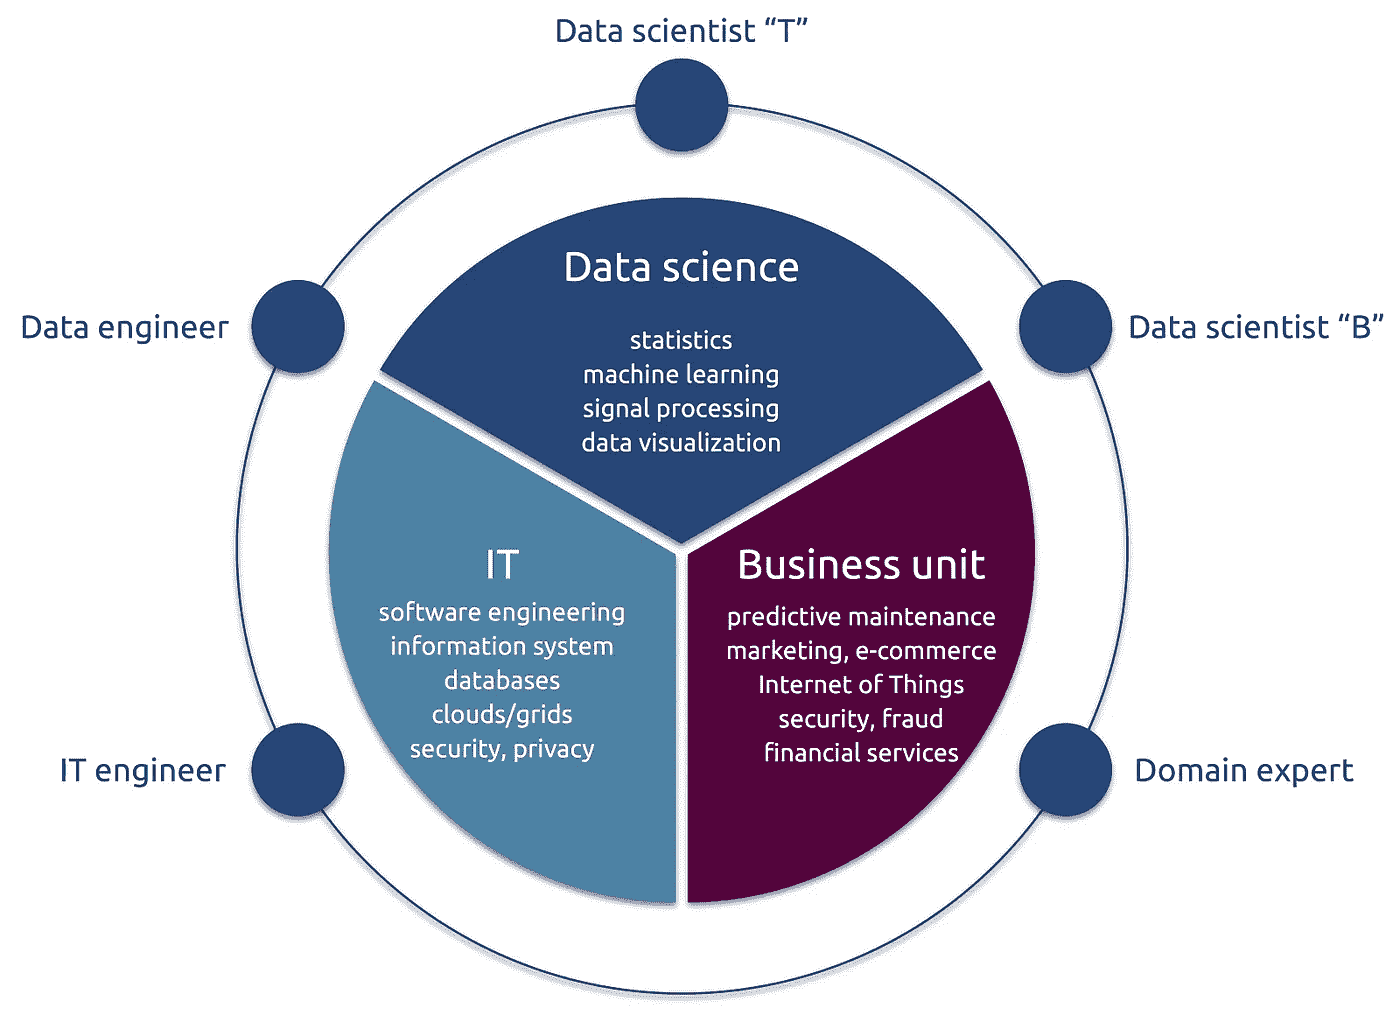 Data scientist “T”
Data engineer
Data scientist “B”
Data science
statistics
machine learning
signal processing
data visualization
IT
software engineering
information system
databases
clouds/grids
security, privacy
Business unit
predictive maintenance
marketing, e-commerce
Internet of Things
security, fraud
financial services
IT engineer
Domain expert